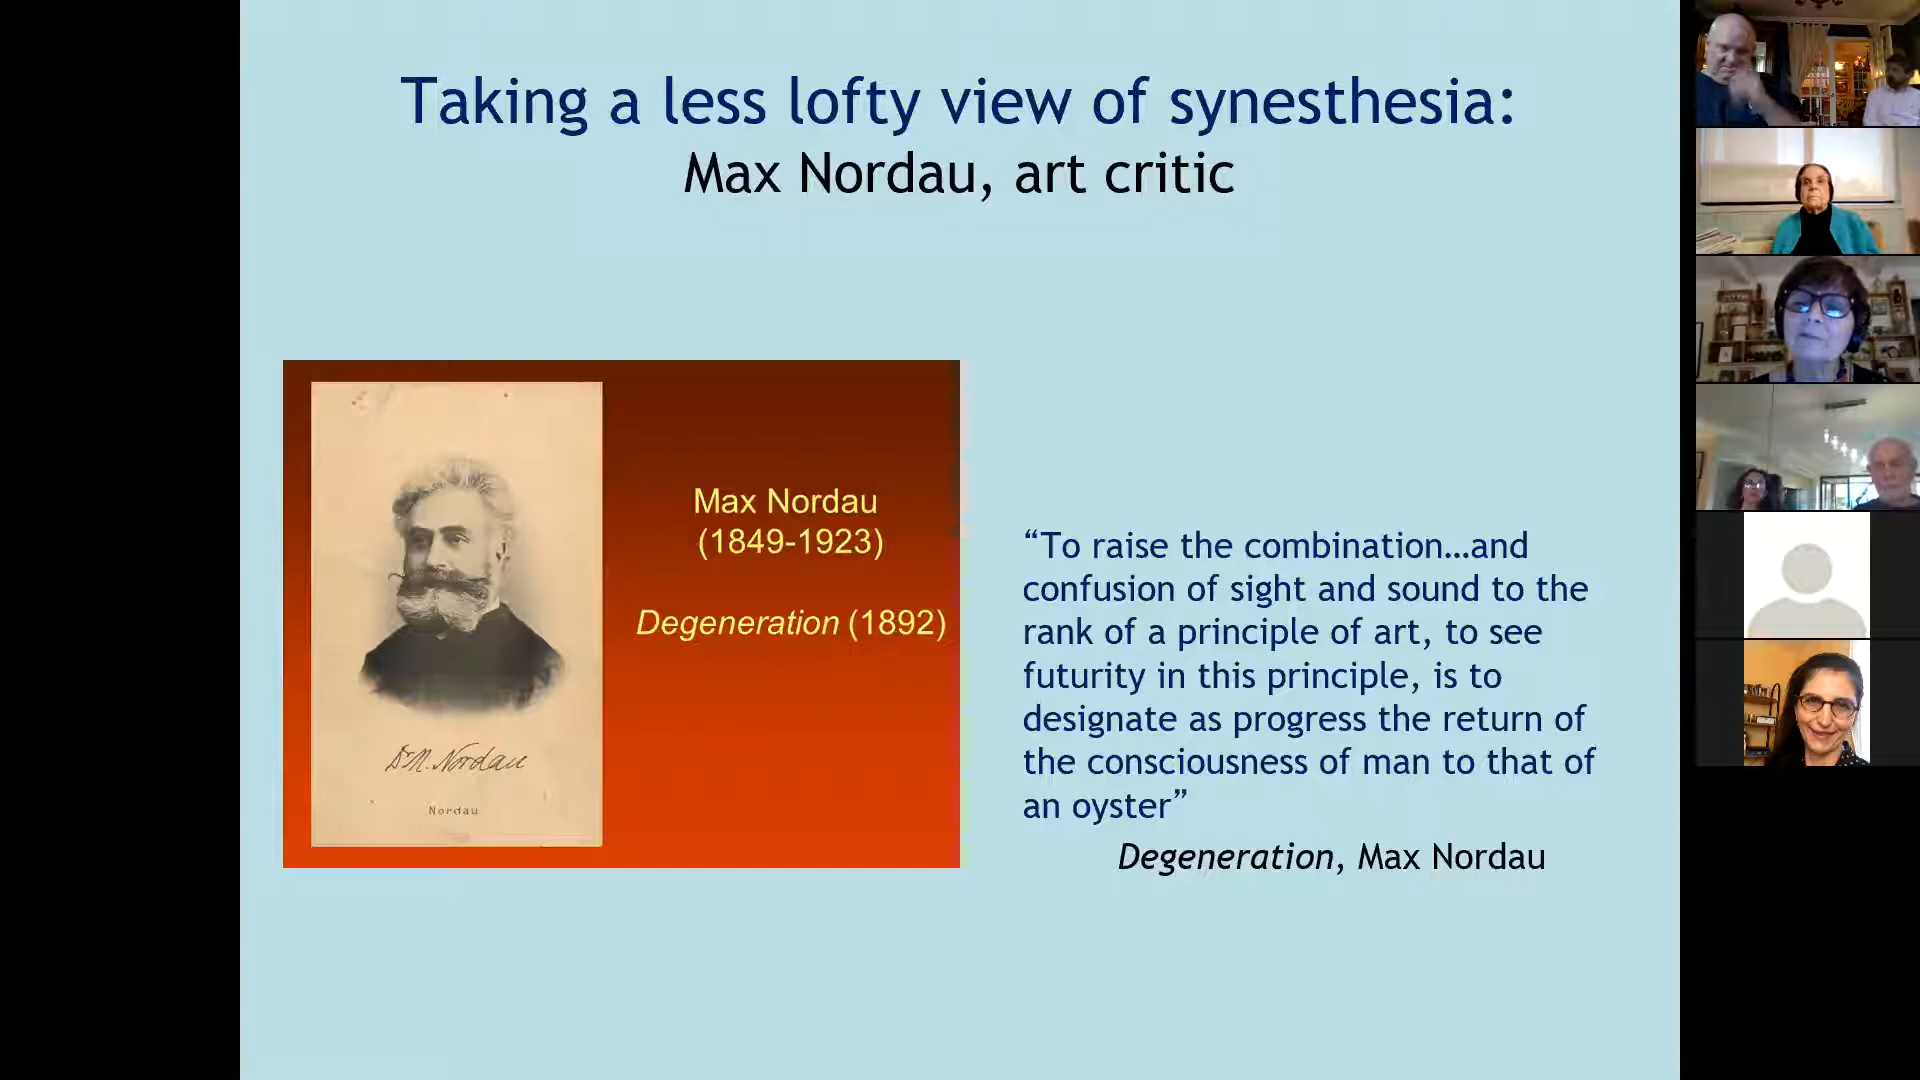 Taking a less lofty view of synesthesia:
Max Nordau, art critic
Max Nordau
(1849-1923)
Degeneration (1892)
Dr M. Nordau
Nordau
“To raise the combination…and
confusion of sight and sound to the
rank of a principle of art, to see
futurity in this principle, is to
designate as progress the return of
the consciousness of man to that of
an oyster”
Degeneration, Max Nordau